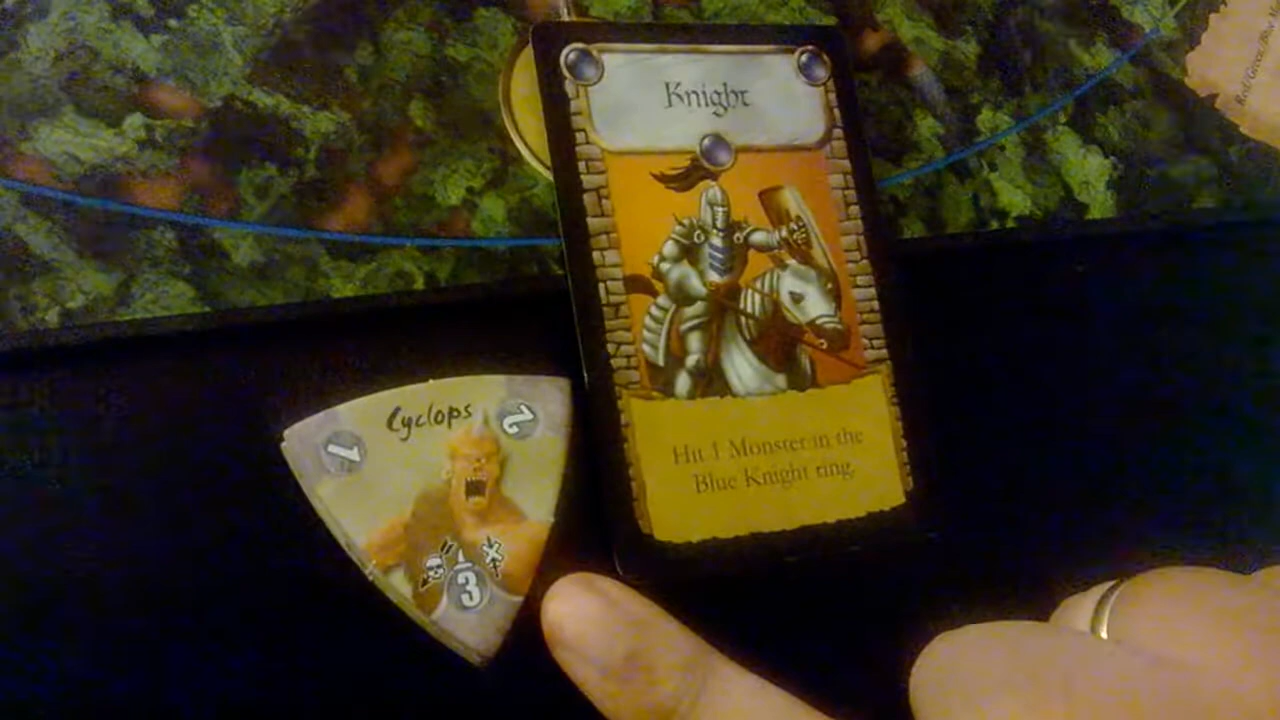 Knight
Hit 1 Monster in the
Blue Knight ring.
Cyclops
1
2
3